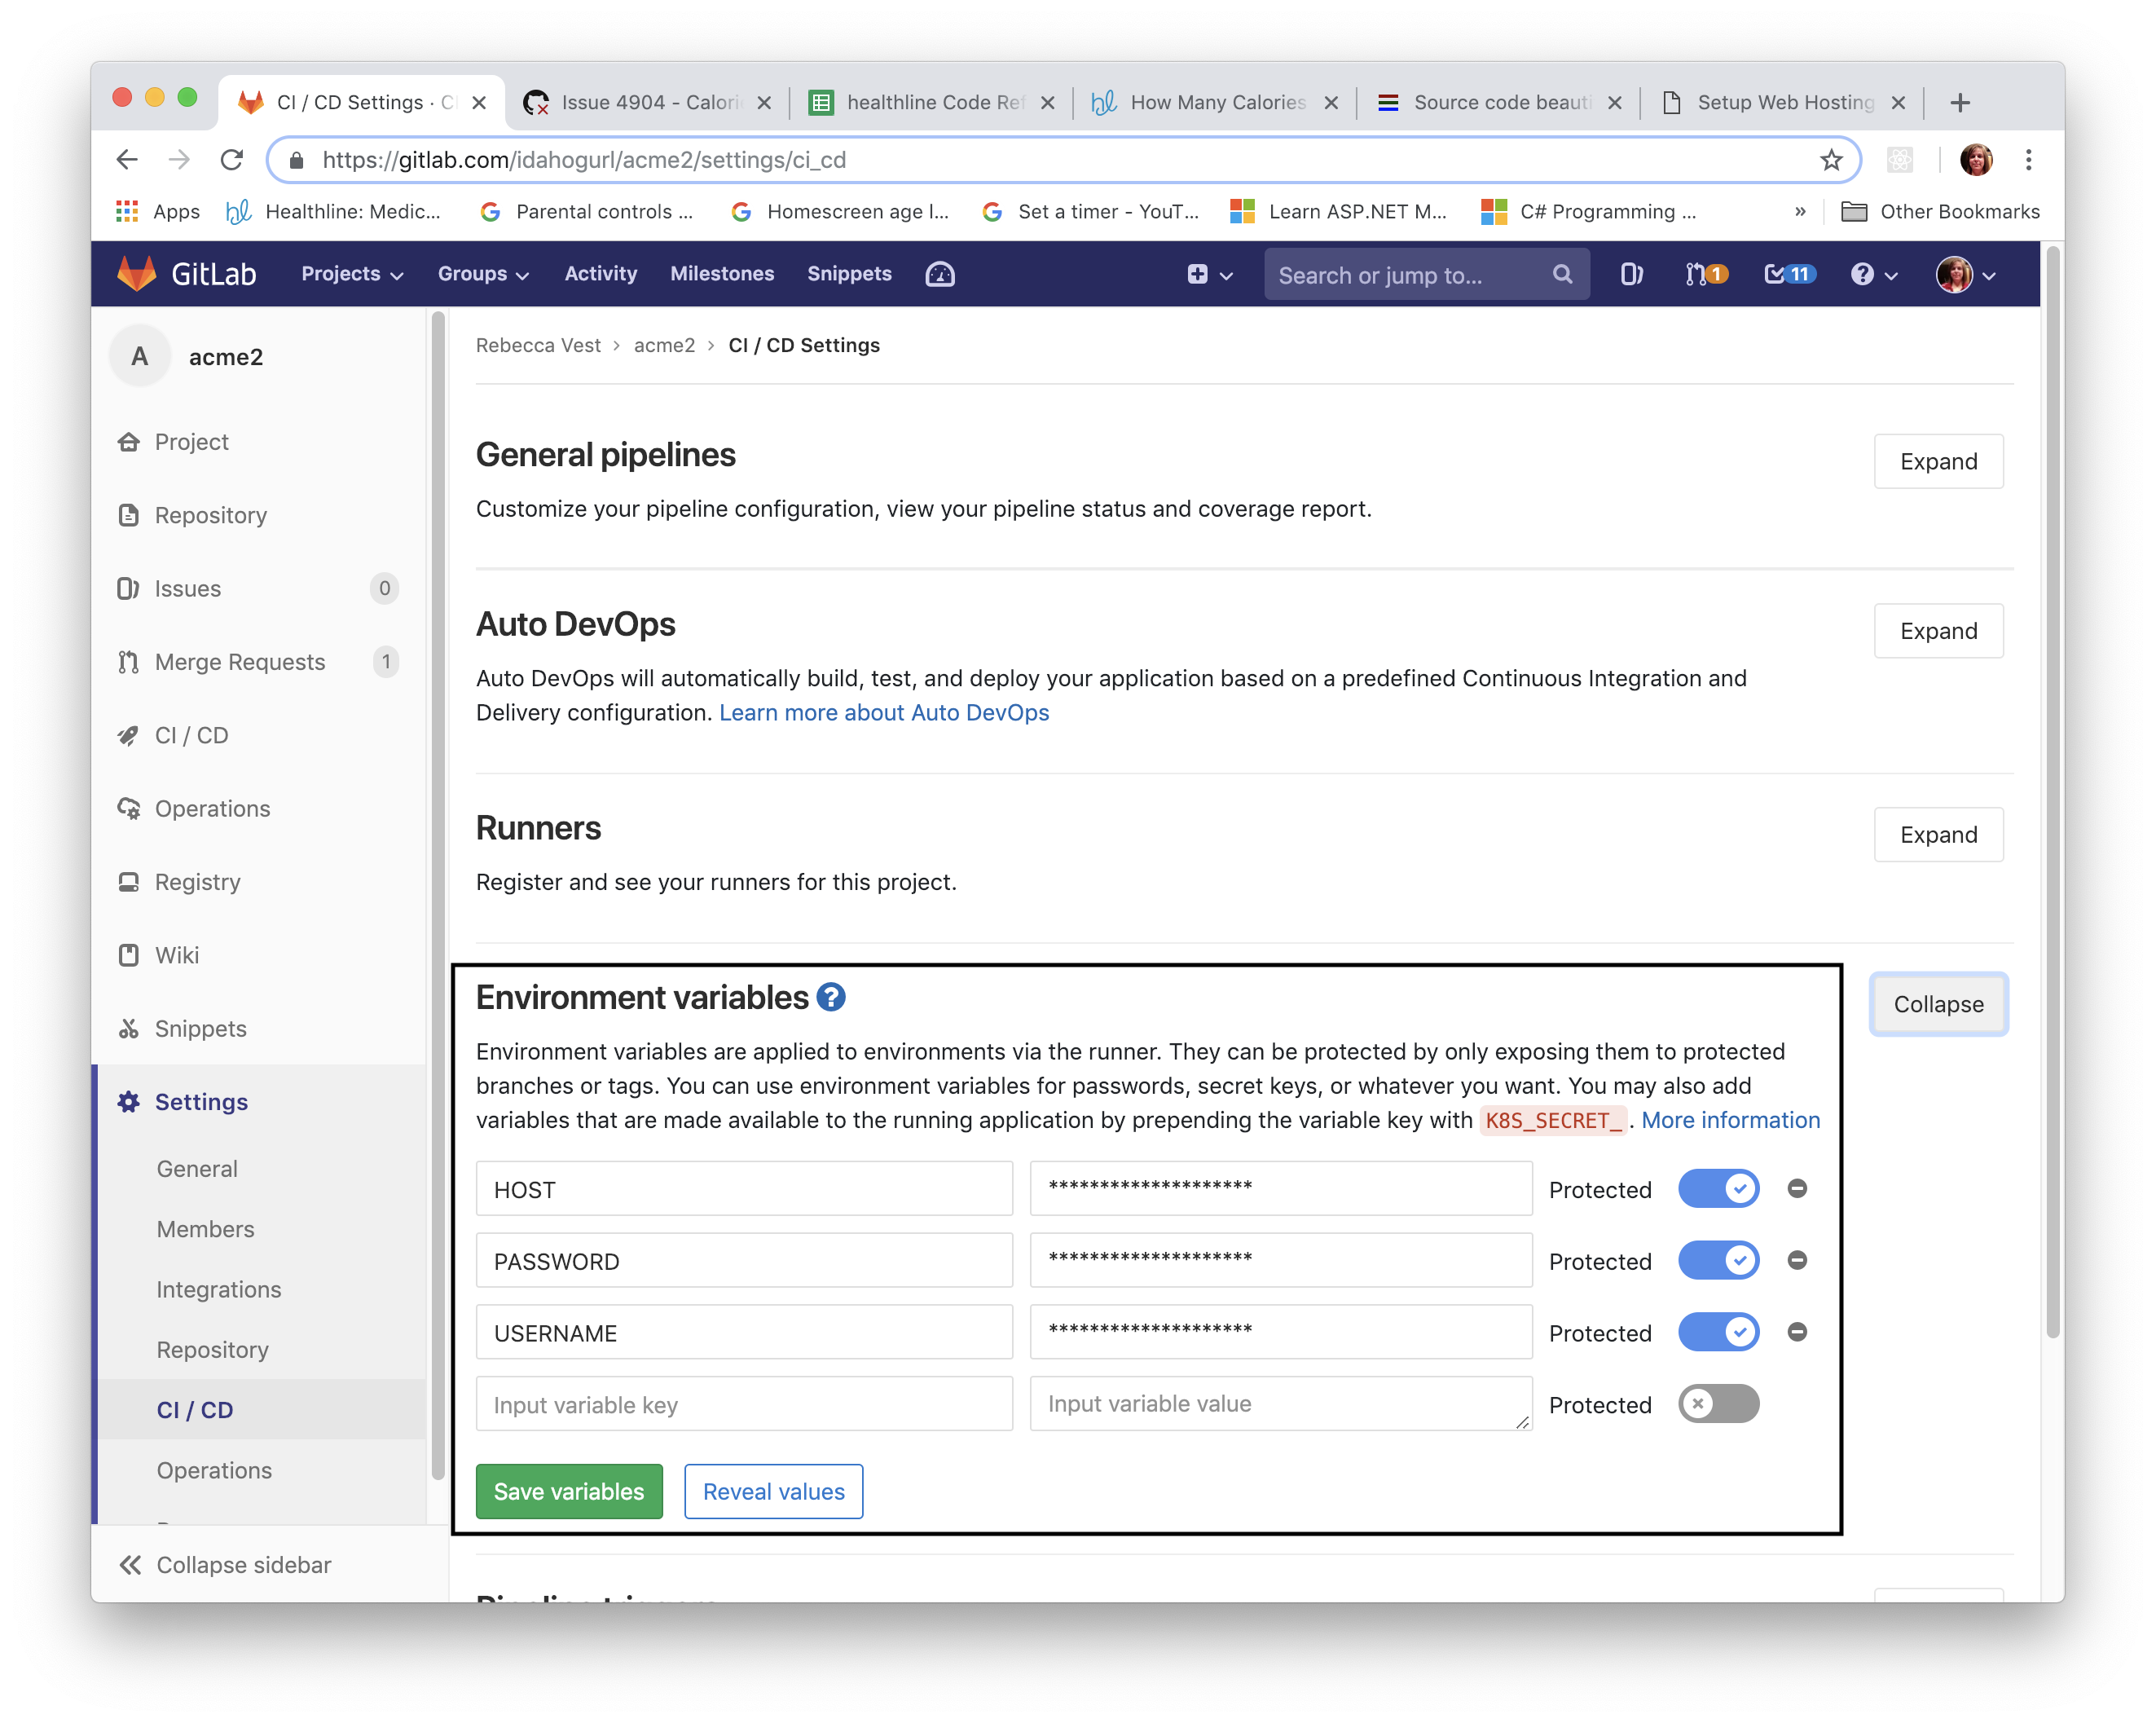 CI / CD Settings · C
Issue 4904 - Calori
healthline Code Ref
How Many Calories
Source code beauti
Setup Web Hosting
https://gitlab.com/idahogurl/acme2/settings/ci_cd
Apps
Healthline: Medic...
Parental controls ...
Homescreen age l...
Set a timer - YouT...
Learn ASP.NET M...
C# Programming ...
»
Other Bookmarks
GitLab
Projects
Groups
Activity
Milestones
Snippets
Search or jump to...
1
11
A
acme2
Project
Repository
Issues 0
Merge Requests 1
CI / CD
Operations
Registry
Wiki
Snippets
Settings
General
Members
Integrations
Repository
CI / CD
Operations
Collapse sidebar
Rebecca Vest > acme2 > CI / CD Settings
General pipelines
Expand
Customize your pipeline configuration, view your pipeline status and coverage report.
Auto DevOps
Expand
Auto DevOps will automatically build, test, and deploy your application based on a predefined Continuous Integration and
Delivery configuration. Learn more about Auto DevOps
Runners
Expand
Register and see your runners for this project.
Environment variables ?
Collapse
Environment variables are applied to environments via the runner. They can be protected by only exposing them to protected
branches or tags. You can use environment variables for passwords, secret keys, or whatever you want. You may also add
variables that are made available to the running application by prepending the variable key with K8S_SECRET_. More information
HOST ******************** Protected
PASSWORD ******************** Protected
USERNAME ******************** Protected
Input variable key Input variable value Protected
Save variables
Reveal values
Pipeline triggers